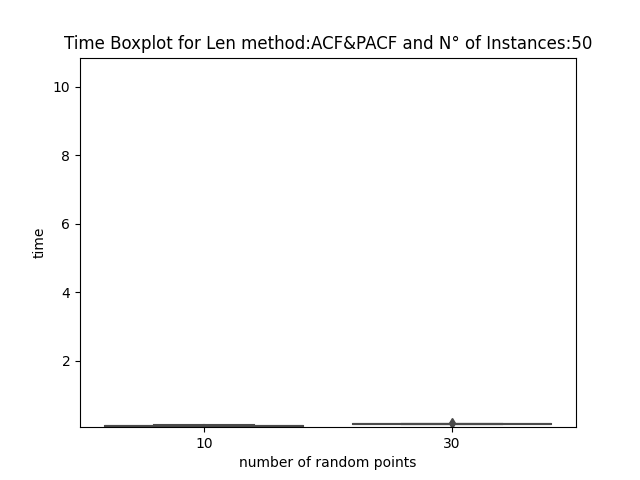 Time Boxplot for Len method:ACF&PACF and N° of Instances:50
10
8
6
4
2
time
10
30
number of random points